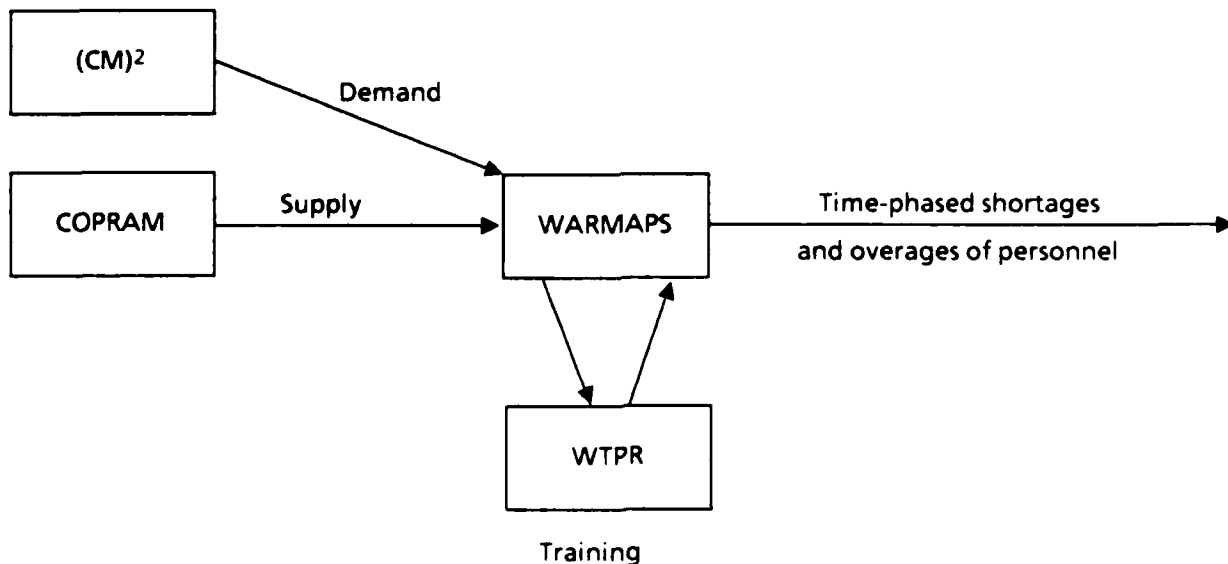 (CM)²
Demand
COPRAM
Supply
WARMAPS
Time-phased shortages
and overages of personnel
WTPR
Training